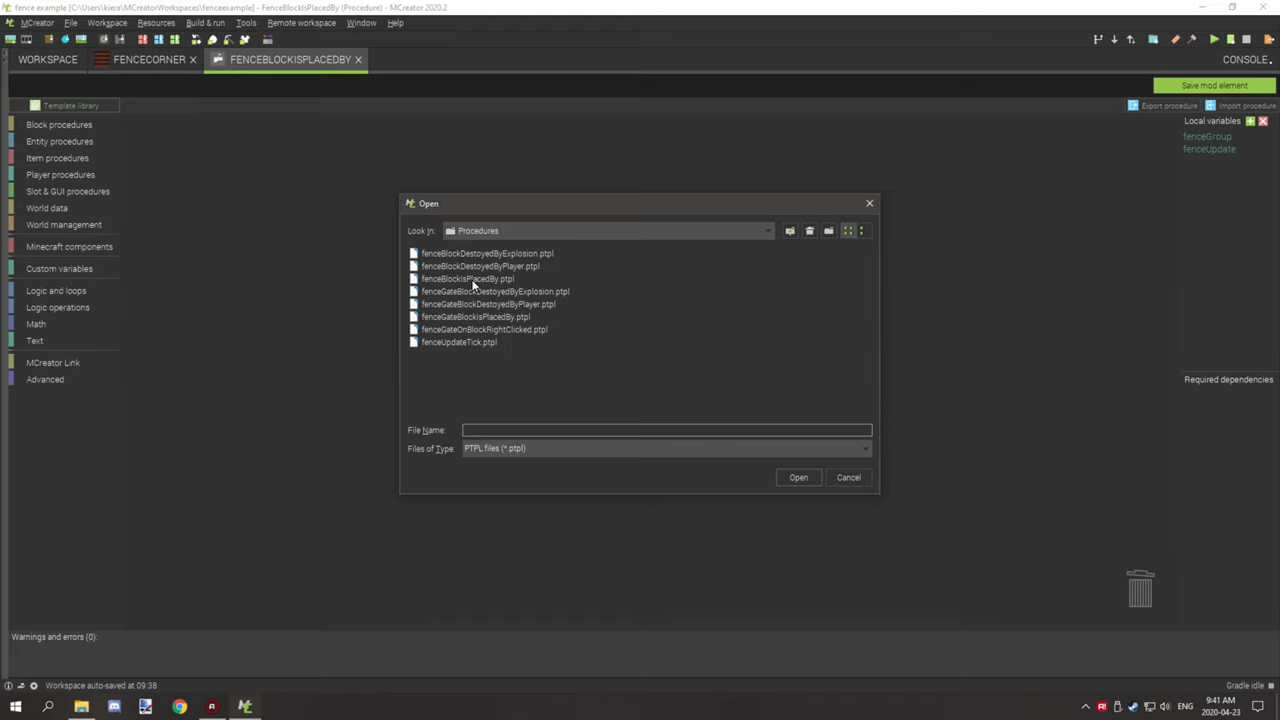 fence example [C:\Users\kiera\MCreatorWorkspaces\fenceexample] - FenceBlockIsPlacedBy (Procedure) - MCreator 2020.2
MCreator File Workspace Resources Build & run Tools Remote workspace Window Help
WORKSPACE FENCECORNER FENCEBLOCKISPLACEDBY CONSOLE
Save mod element
Template library Export procedure Import procedure
Block procedures
Entity procedures
Item procedures
Player procedures
Slot & GUI procedures
World data
World management
Minecraft components
Custom variables
Logic and loops
Logic operations
Math
Text
MCreator Link
Advanced
Local variables
fenceGroup
fenceUpdate
Required dependencies
Open
Look In: Procedures
fenceBlockDestoyedByExplosion.ptpl
fenceBlockDestoyedByPlayer.ptpl
fenceBlockIsPlacedBy.ptpl
fenceGateBlockDestoyedByExplosion.ptpl
fenceGateBlockDestoyedByPlayer.ptpl
fenceGateBlockIsPlacedBy.ptpl
fenceGateOnBlockRightClicked.ptpl
fenceUpdateTick.ptpl
File Name:
Files of Type: PTPL files (*.ptpl)
Open Cancel
Warnings and errors (0):
Workspace auto-saved at 09:38 Gradle idle
ENG 9:41 AM
2020-04-23